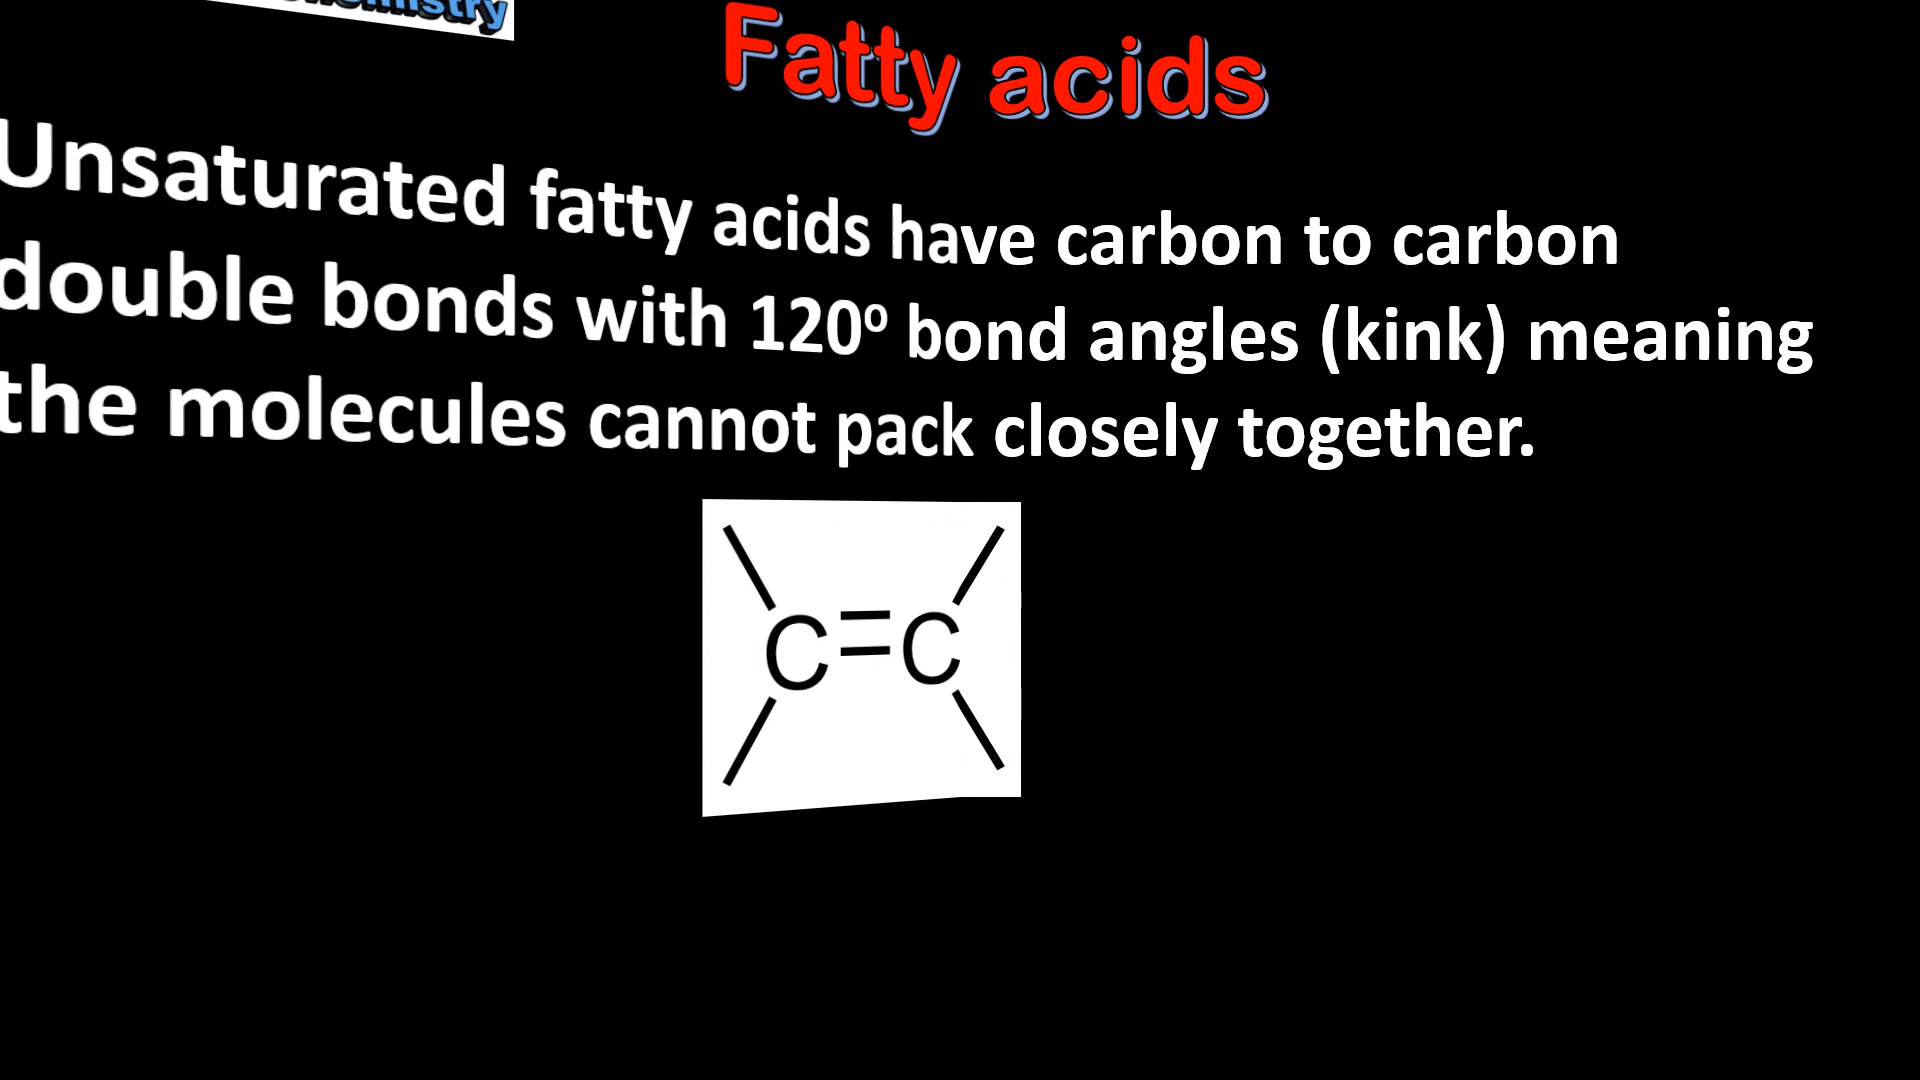 Fatty acids
Unsaturated fatty acids have carbon to carbon
double bonds with 120º bond angles (kink) meaning
the molecules cannot pack closely together.
C=C